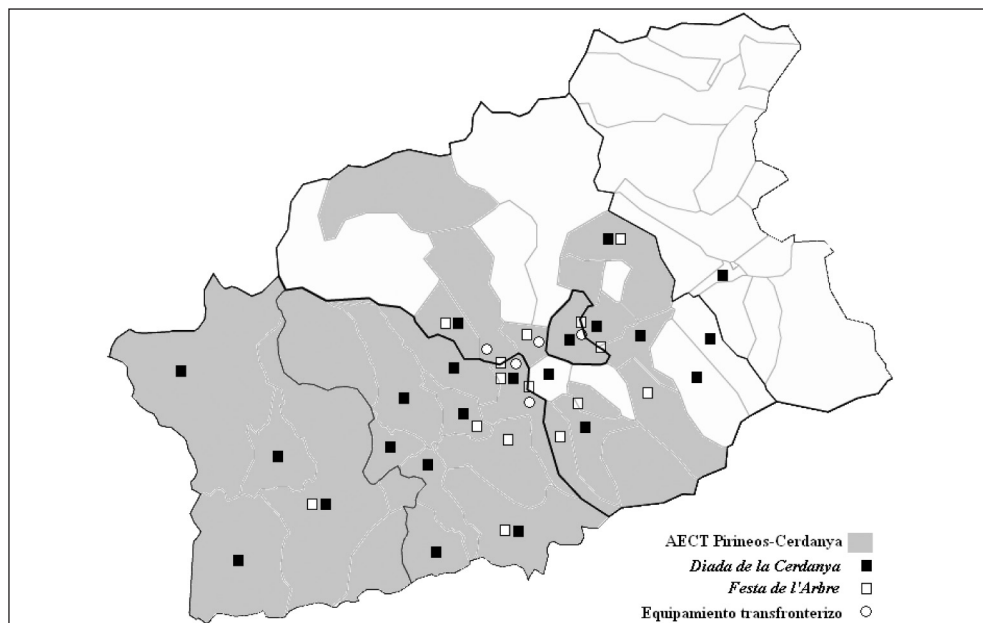 AECT Pirineos-Cerdanya
Diada de la Cerdanya
Festa de l'Arbre
Equipamiento transfronterizo